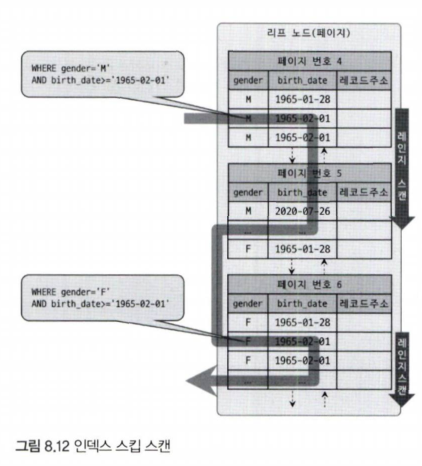 리프 노드(페이지)
WHERE gender='M'
AND birth_date>='1965-02-01'
페이지 번호 4
gender birth_date 레코드주소
M 1965-01-28
M 1965-02-01
M 1965-02-01
레인지 스캔
페이지 번호 5
gender birth_date 레코드주소
M 2020-07-26
... ...
F 1965-01-28
WHERE gender='F'
AND birth_date>='1965-02-01'
페이지 번호 6
gender birth_date 레코드주소
F 1965-01-28
F 1965-02-01
F 1965-02-01
... ...
레인지 스캔
그림 8.12 인덱스 스킵 스캔